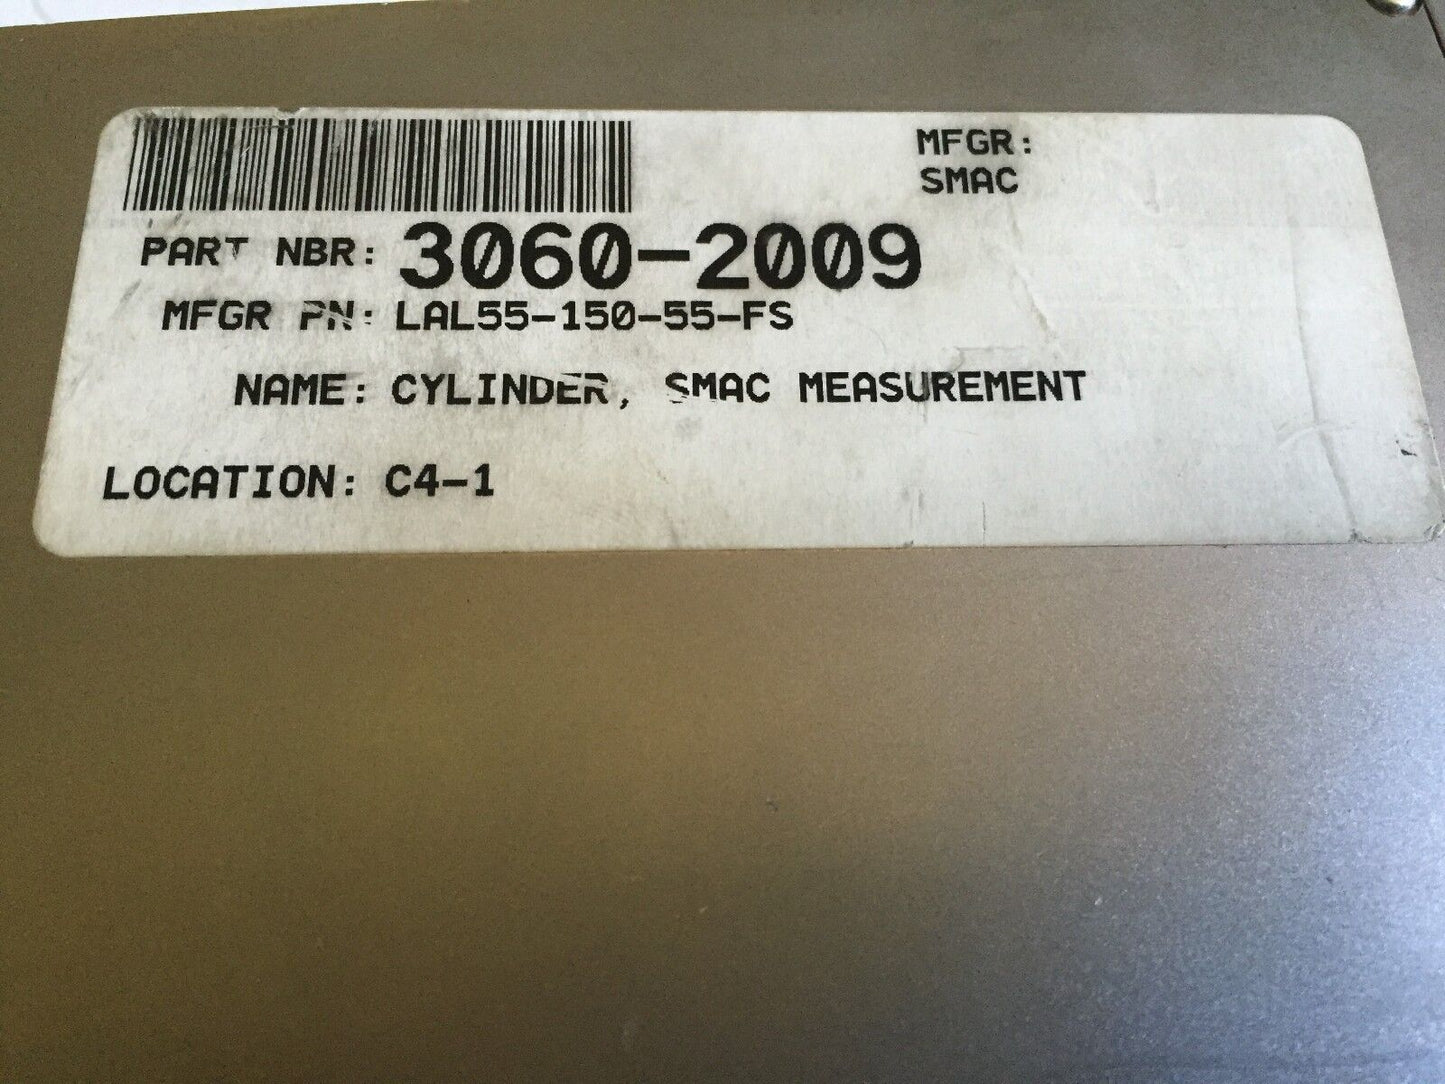 MFGR:
SMAC
PART NBR: 3060-2009
MFGR PN: LAL55-150-55-FS
NAME: CYLINDER, SMAC MEASUREMENT
LOCATION: C4-1